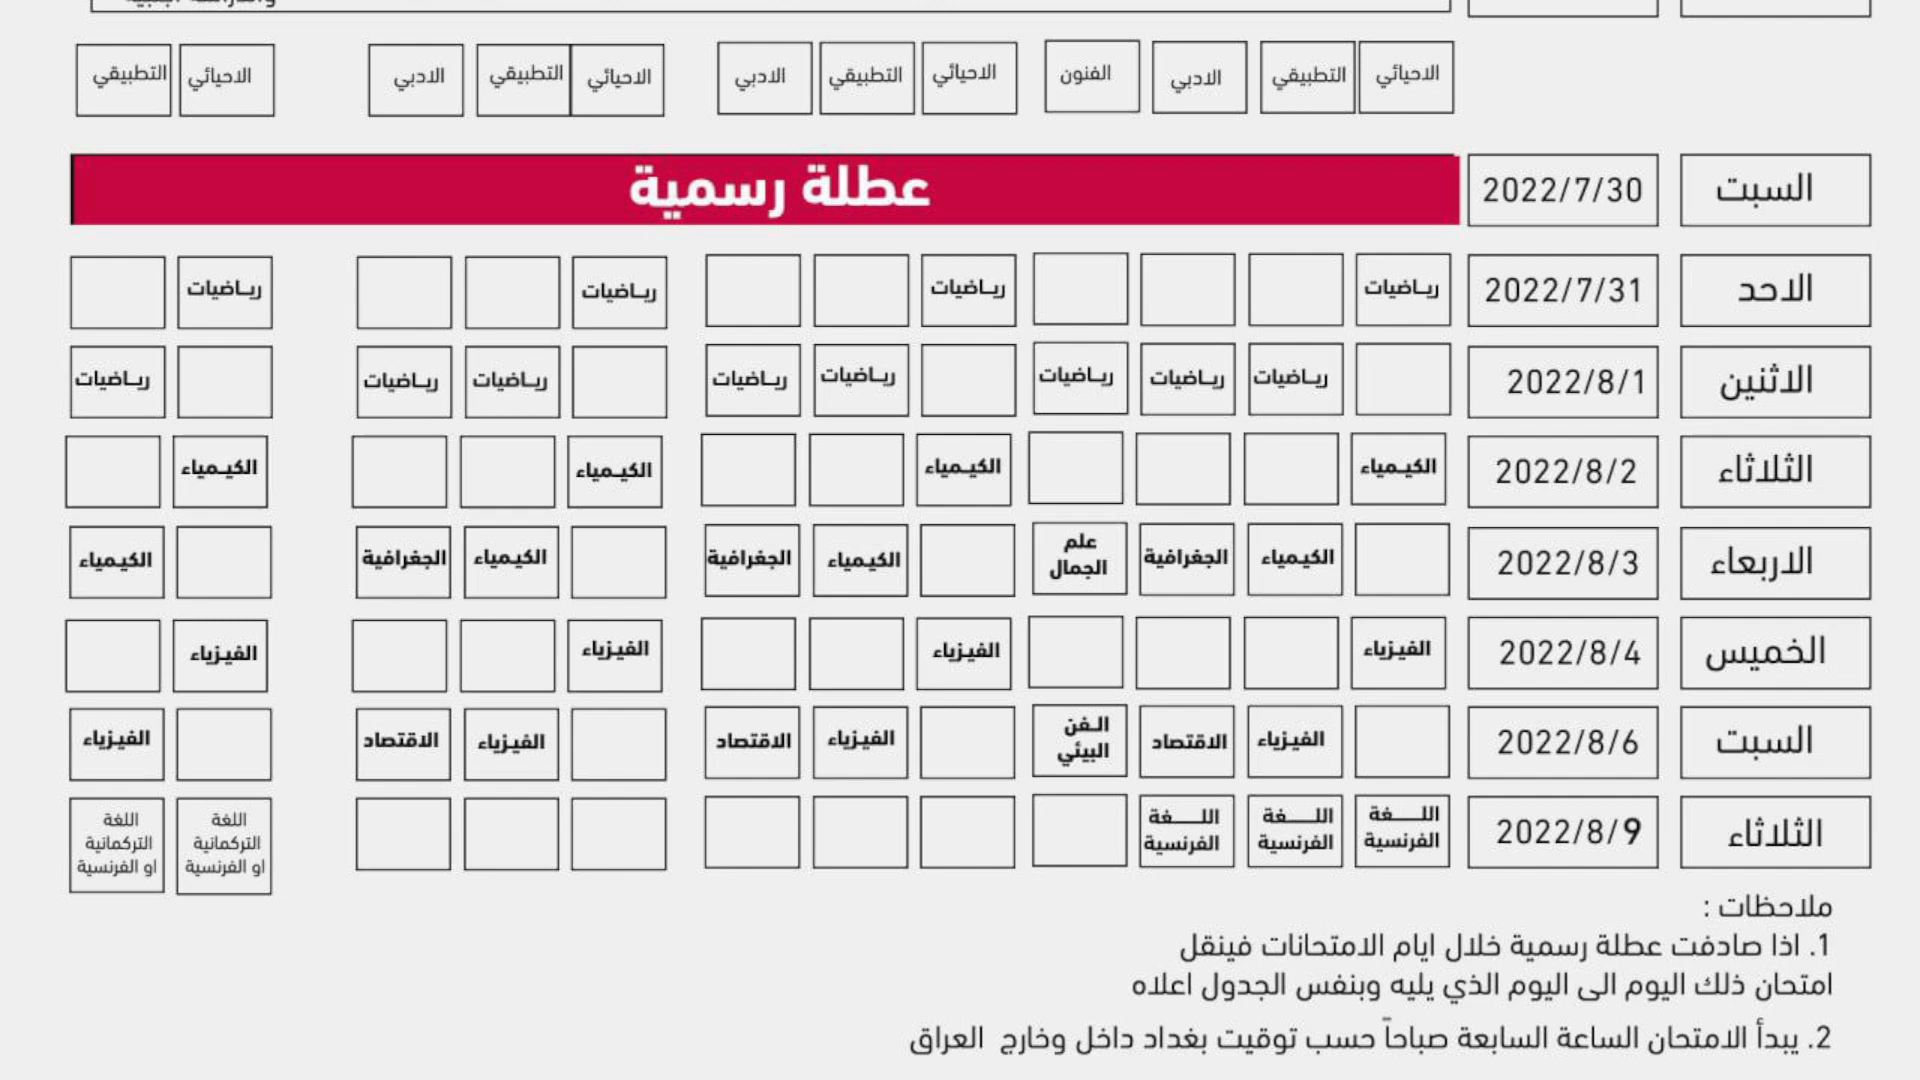 الاحيائي التطبيقي الادبي الفنون الاحيائي التطبيقي الادبي الاحيائي التطبيقي الادبي الاحيائي التطبيقي
السبت 2022/7/30 عطلة رسمية
الاحد 2022/7/31 رياضيات رياضيات رياضيات رياضيات
الاثنين 2022/8/1 رياضيات رياضيات رياضيات رياضيات رياضيات رياضيات رياضيات رياضيات
الثلاثاء 2022/8/2 الكيمياء الكيمياء الكيمياء الكيمياء
الاربعاء 2022/8/3 الكيمياء الجغرافية علم الجمال الكيمياء الجغرافية الكيمياء الجغرافية الكيمياء
الخميس 2022/8/4 الفيزياء الفيزياء الفيزياء الفيزياء
السبت 2022/8/6 الفيزياء الاقتصاد الفن البيئي الفيزياء الاقتصاد الفيزياء الاقتصاد الفيزياء
الثلاثاء 2022/8/9 اللغة الفرنسية اللغة الفرنسية اللغة الفرنسية اللغة التركمانية او الفرنسية اللغة التركمانية او الفرنسية
ملاحظات :
1. اذا صادفت عطلة رسمية خلال ايام الامتحانات فينقل
امتحان ذلك اليوم الى اليوم الذي يليه وبنفس الجدول اعلاه
2. يبدأ الامتحان الساعة السابعة صباحاً حسب توقيت بغداد داخل وخارج العراق